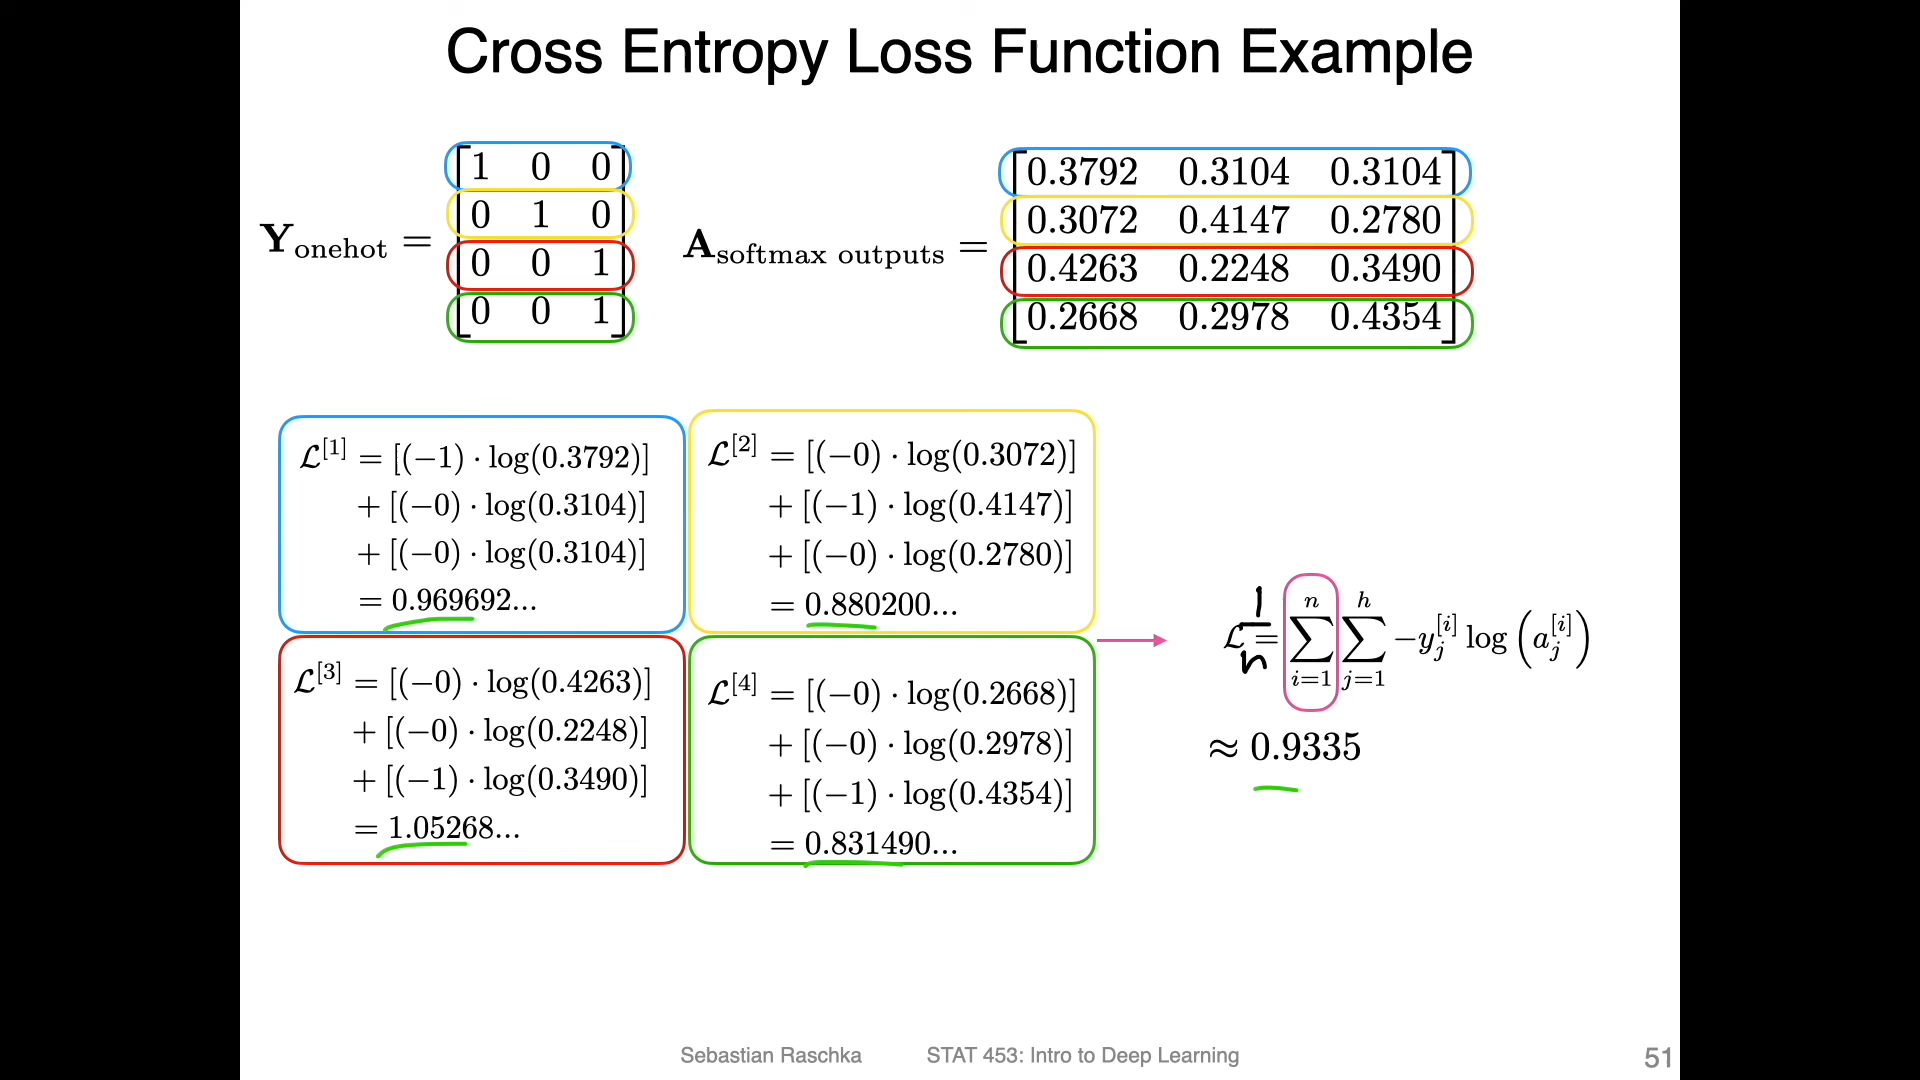 Cross Entropy Loss Function Example
Y_onehot = [1 0 0
0 1 0
0 0 1
0 0 1]
A_softmax outputs = [0.3792 0.3104 0.3104
0.3072 0.4147 0.2780
0.4263 0.2248 0.3490
0.2668 0.2978 0.4354]
ℒ^[1] = [(−1) · log(0.3792)]
+ [(−0) · log(0.3104)]
+ [(−0) · log(0.3104)]
= 0.969692...
ℒ^[2] = [(−0) · log(0.3072)]
+ [(−1) · log(0.4147)]
+ [(−0) · log(0.2780)]
= 0.880200...
ℒ^[3] = [(−0) · log(0.4263)]
+ [(−0) · log(0.2248)]
+ [(−1) · log(0.3490)]
= 1.05268...
ℒ^[4] = [(−0) · log(0.2668)]
+ [(−0) · log(0.2978)]
+ [(−1) · log(0.4354)]
= 0.831490...
ℒ = 1/n ∑_{i=1}^{n} ∑_{j=1}^{h} −y_j^[i] log(a_j^[i])
≈ 0.9335
Sebastian Raschka STAT 453: Intro to Deep Learning 51